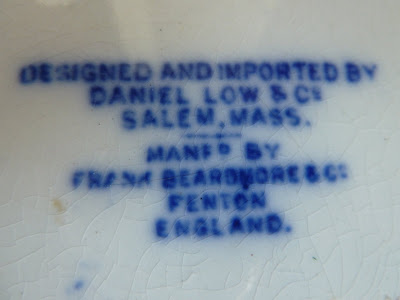 DESIGNED AND IMPORTED BY
DANIEL LOW & Co
SALEM, MASS.
MANFD BY
FRANK BEARDMORE & Co
FENTON
ENGLAND.